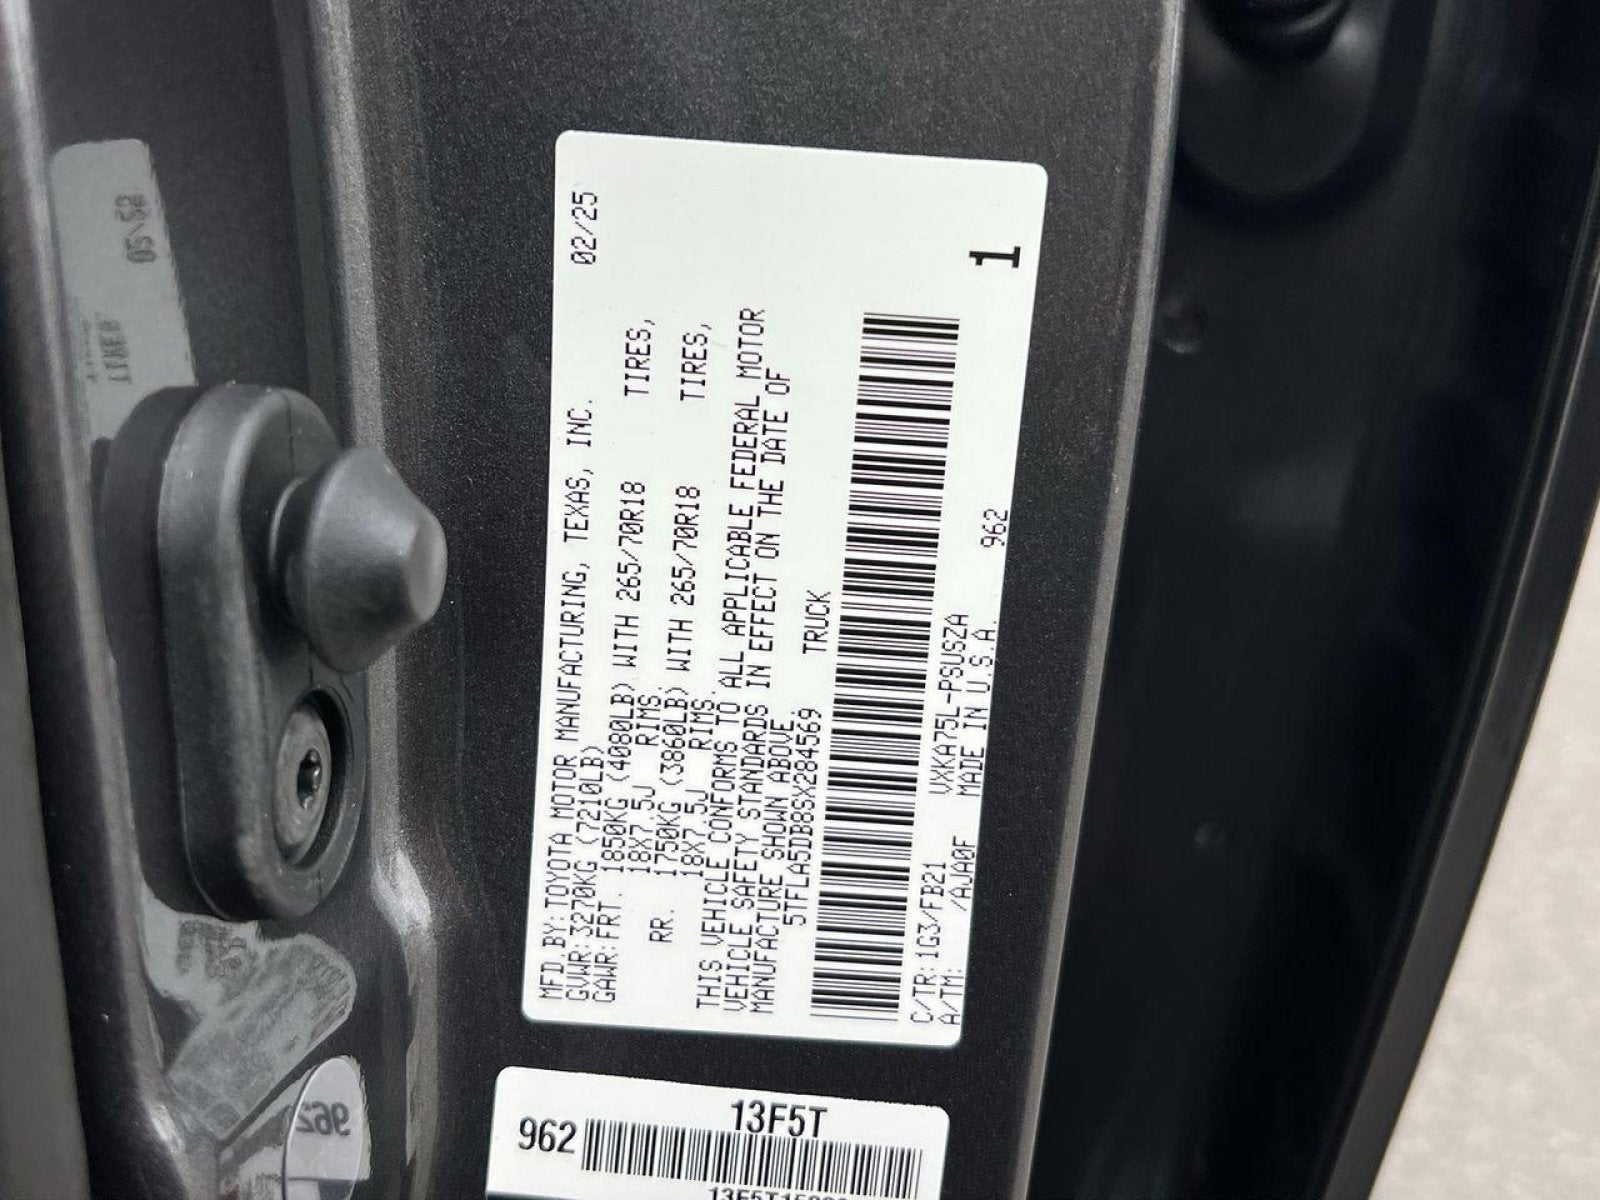 MFD.BY:TOYOTA MOTOR MANUFACTURING, TEXAS, INC. 02/25
GVWR:3270KG (7210LB)
GAWR:FRT. 1850KG (4080LB) WITH 265/70R18 TIRES,
18X7.5J RIMS.
RR. 1750KG (3860LB) WITH 265/70R18 TIRES,
18X7.5J RIMS.
THIS VEHICLE CONFORMS TO ALL APPLICABLE FEDERAL MOTOR
VEHICLE SAFETY STANDARDS IN EFFECT ON THE DATE OF
MANUFACTURE SHOWN ABOVE.
5TFLA5DB8SX284569 TRUCK
C/TR:1G3/FB21 VXKA75L-PSUSZA
A/TM: /AJA0F MADE IN U.S.A. 962
1
13F5T
962